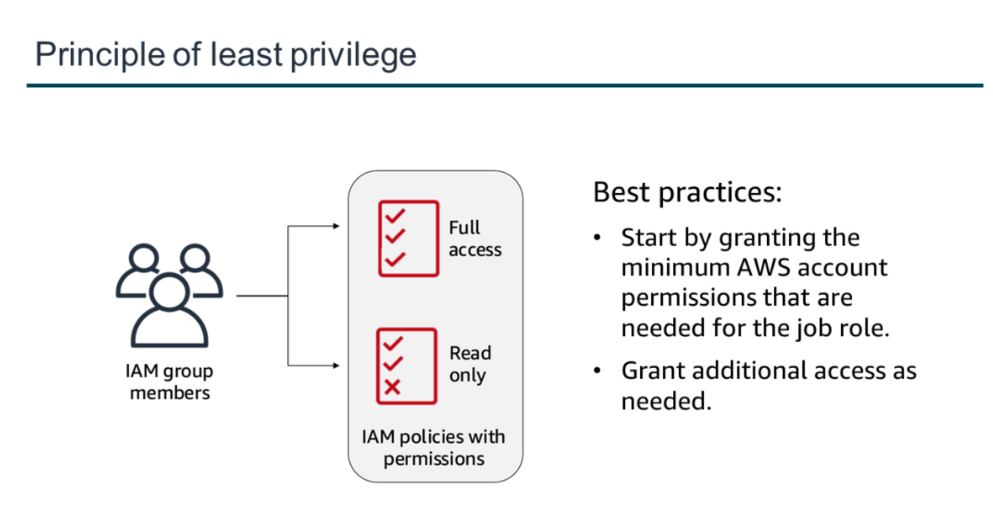 Principle of least privilege
IAM group
members
Full
access
Read
only
IAM policies with
permissions
Best practices:
• Start by granting the
minimum AWS account
permissions that are
needed for the job role.
• Grant additional access as
needed.